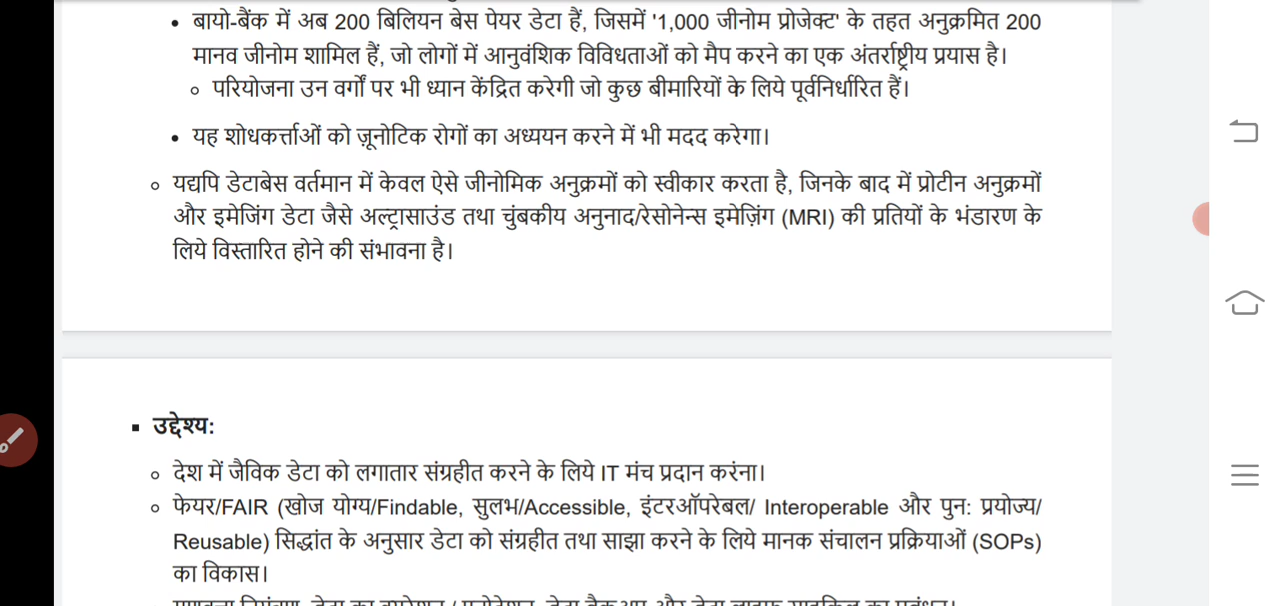 • बायो-बैंक में अब 200 बिलियन बेस पेयर डेटा हैं, जिसमें '1,000 जीनोम प्रोजेक्ट' के तहत अनुक्रमित 200
मानव जीनोम शामिल हैं, जो लोगों में आनुवंशिक विविधताओं को मैप करने का एक अंतर्राष्ट्रीय प्रयास है।
○ परियोजना उन वर्गों पर भी ध्यान केंद्रित करेगी जो कुछ बीमारियों के लिये पूर्वनिर्धारित हैं।
• यह शोधकर्त्ताओं को ज़ूनोटिक रोगों का अध्ययन करने में भी मदद करेगा।
○ यद्यपि डेटाबेस वर्तमान में केवल ऐसे जीनोमिक अनुक्रमों को स्वीकार करता है, जिनके बाद में प्रोटीन अनुक्रमों
और इमेजिंग डेटा जैसे अल्ट्रासाउंड तथा चुंबकीय अनुनाद/रेसोनेन्स इमेज़िंग (MRI) की प्रतियों के भंडारण के
लिये विस्तारित होने की संभावना है।
▪ उद्देश्य:
○ देश में जैविक डेटा को लगातार संग्रहीत करने के लिये IT मंच प्रदान करंना।
○ फेयर/FAIR (खोज योग्य/Findable, सुलभ/Accessible, इंटरऑपरेबल/ Interoperable और पुन: प्रयोज्य/
Reusable) सिद्धांत के अनुसार डेटा को संग्रहीत तथा साझा करने के लिये मानक संचालन प्रक्रियाओं (SOPs)
का विकास।